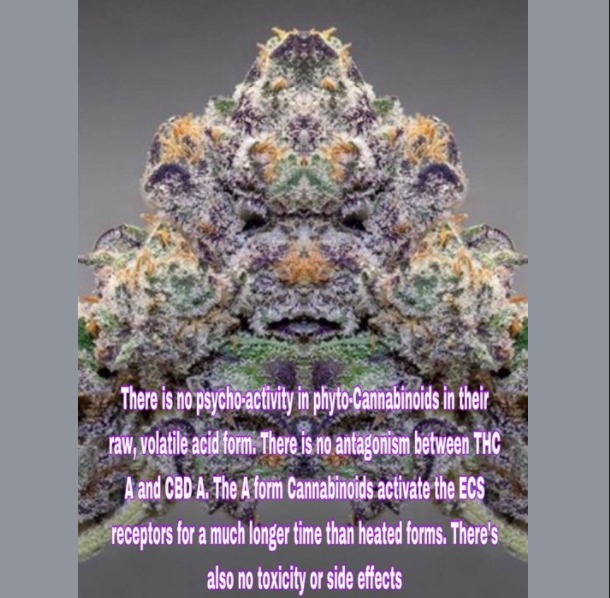 There is no psycho-activity in phyto-Cannabinoids in their
raw, volatile acid form. There is no antagonism between THC
A and CBD A. The A form Cannabinoids activate the ECS
receptors for a much longer time than heated forms. There's
also no toxicity or side effects